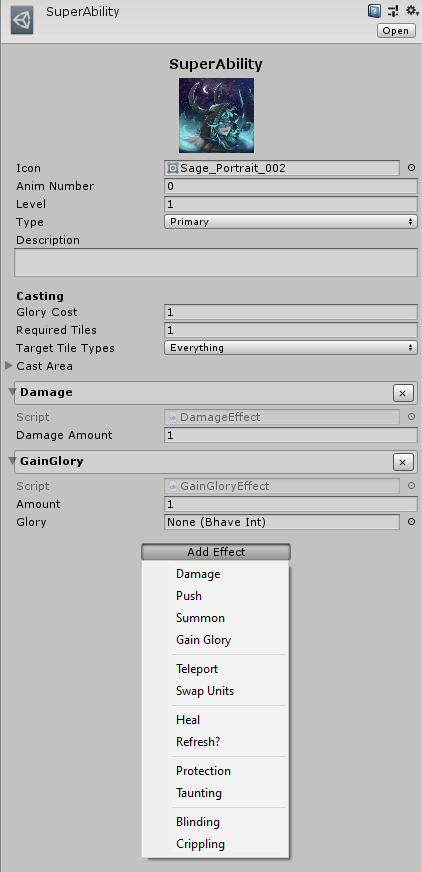 SuperAbility
Open
SuperAbility
Icon Sage_Portrait_002
Anim Number 0
Level 1
Type Primary
Description
Casting
Glory Cost 1
Required Tiles 1
Target Tile Types Everything
Cast Area
Damage
Script DamageEffect
Damage Amount 1
GainGlory
Script GainGloryEffect
Amount 1
Glory None (Bhave Int)
Add Effect
Damage
Push
Summon
Gain Glory
Teleport
Swap Units
Heal
Refresh?
Protection
Taunting
Blinding
Crippling